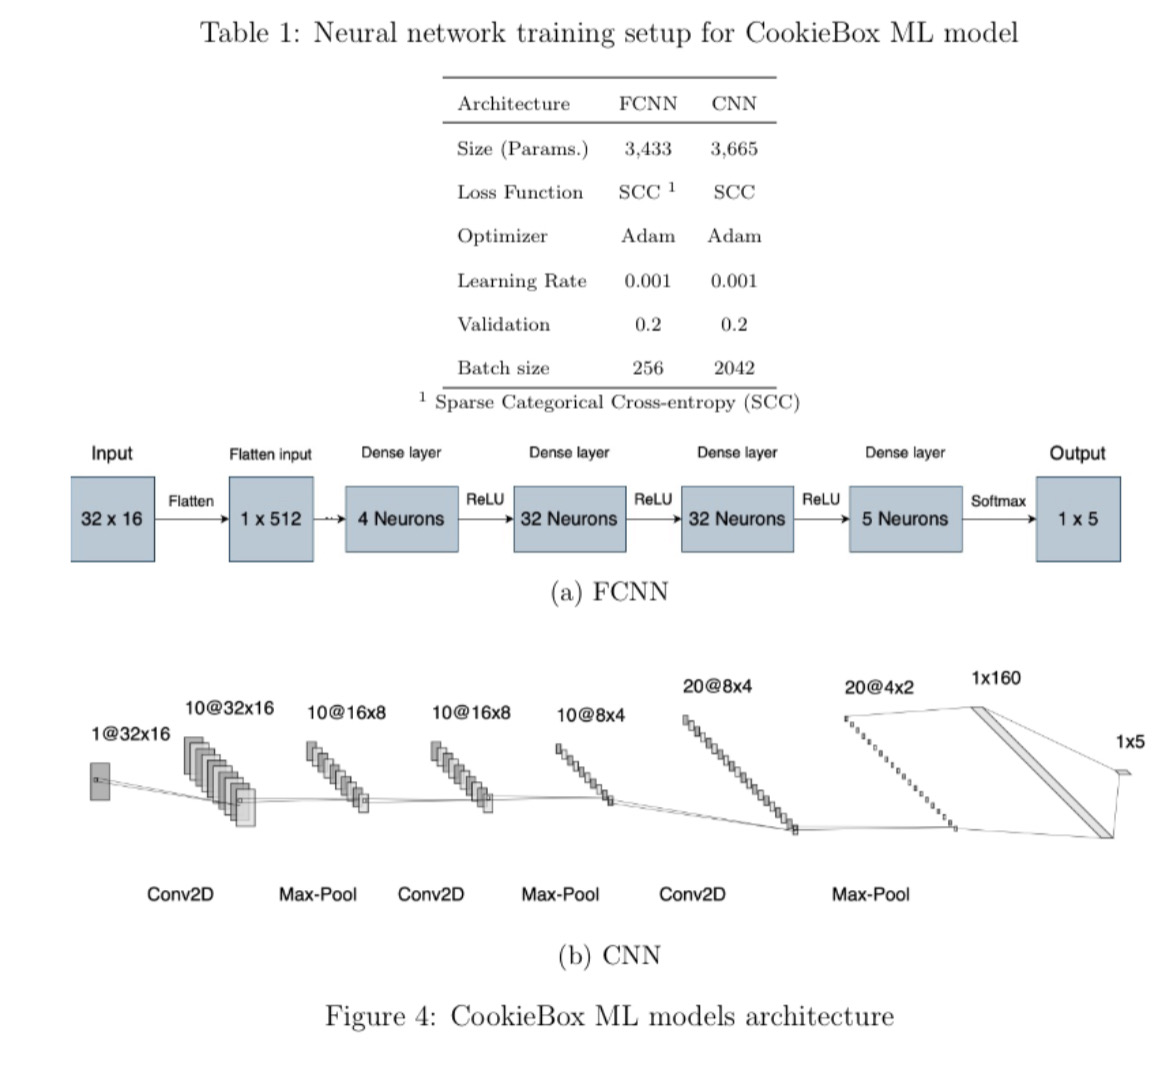 Table 1: Neural network training setup for CookieBox ML model
Architecture FCNN CNN
Size (Params.) 3,433 3,665
Loss Function SCC 1 SCC
Optimizer Adam Adam
Learning Rate 0.001 0.001
Validation 0.2 0.2
Batch size 256 2042
1 Sparse Categorical Cross-entropy (SCC)
Input Flatten input Dense layer Dense layer Dense layer Dense layer Output
Flatten ReLU ReLU ReLU Softmax
32 x 16 1 x 512 ... 4 Neurons 32 Neurons 32 Neurons 5 Neurons 1 x 5
(a) FCNN
1@32x16 10@32x16 10@16x8 10@16x8 10@8x4 20@8x4 20@4x2 1x160 1x5
Conv2D Max-Pool Conv2D Max-Pool Conv2D Max-Pool
(b) CNN
Figure 4: CookieBox ML models architecture